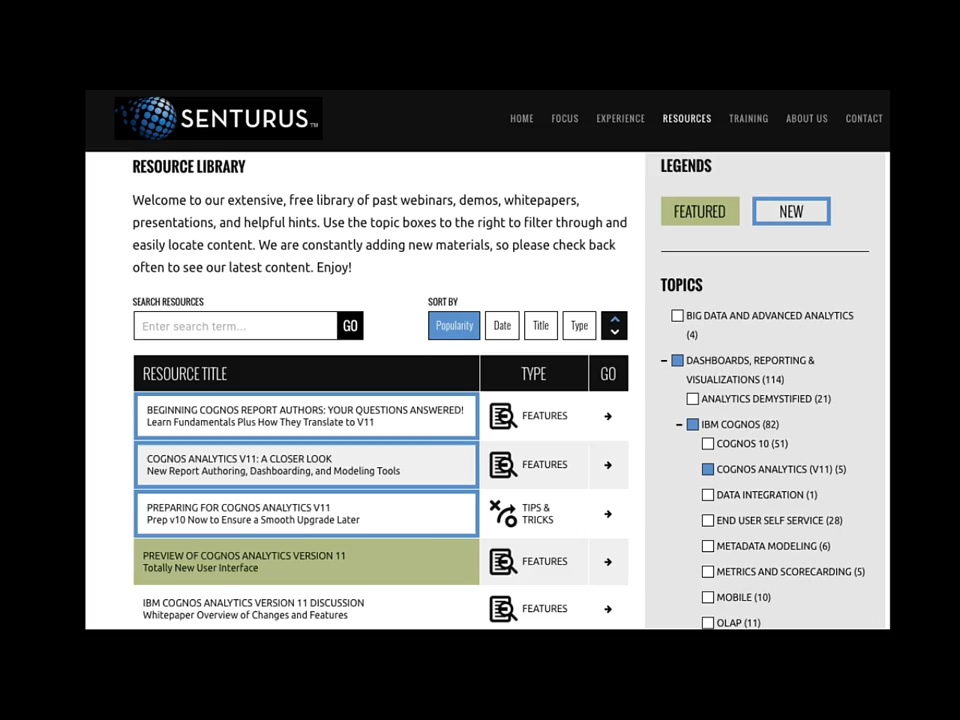 SENTURUS™
HOME FOCUS EXPERIENCE RESOURCES TRAINING ABOUT US CONTACT
RESOURCE LIBRARY
Welcome to our extensive, free library of past webinars, demos, whitepapers,
presentations, and helpful hints. Use the topic boxes to the right to filter through and
easily locate content. We are constantly adding new materials, so please check back
often to see our latest content. Enjoy!
SEARCH RESOURCES
Enter search term...
GO
SORT BY
Popularity
Date
Title
Type
RESOURCE TITLE TYPE GO
BEGINNING COGNOS REPORT AUTHORS: YOUR QUESTIONS ANSWERED!
Learn Fundamentals Plus How They Translate to V11
FEATURES
COGNOS ANALYTICS V11: A CLOSER LOOK
New Report Authoring, Dashboarding, and Modeling Tools
FEATURES
PREPARING FOR COGNOS ANALYTICS V11
Prep v10 Now to Ensure a Smooth Upgrade Later
TIPS &
TRICKS
PREVIEW OF COGNOS ANALYTICS VERSION 11
Totally New User Interface
FEATURES
IBM COGNOS ANALYTICS VERSION 11 DISCUSSION
Whitepaper Overview of Changes and Features
FEATURES
LEGENDS
FEATURED
NEW
TOPICS
BIG DATA AND ADVANCED ANALYTICS
(4)
DASHBOARDS, REPORTING &
VISUALIZATIONS (114)
ANALYTICS DEMYSTIFIED (21)
IBM COGNOS (82)
COGNOS 10 (51)
COGNOS ANALYTICS (V11) (5)
DATA INTEGRATION (1)
END USER SELF SERVICE (28)
METADATA MODELING (6)
METRICS AND SCORECARDING (5)
MOBILE (10)
OLAP (11)